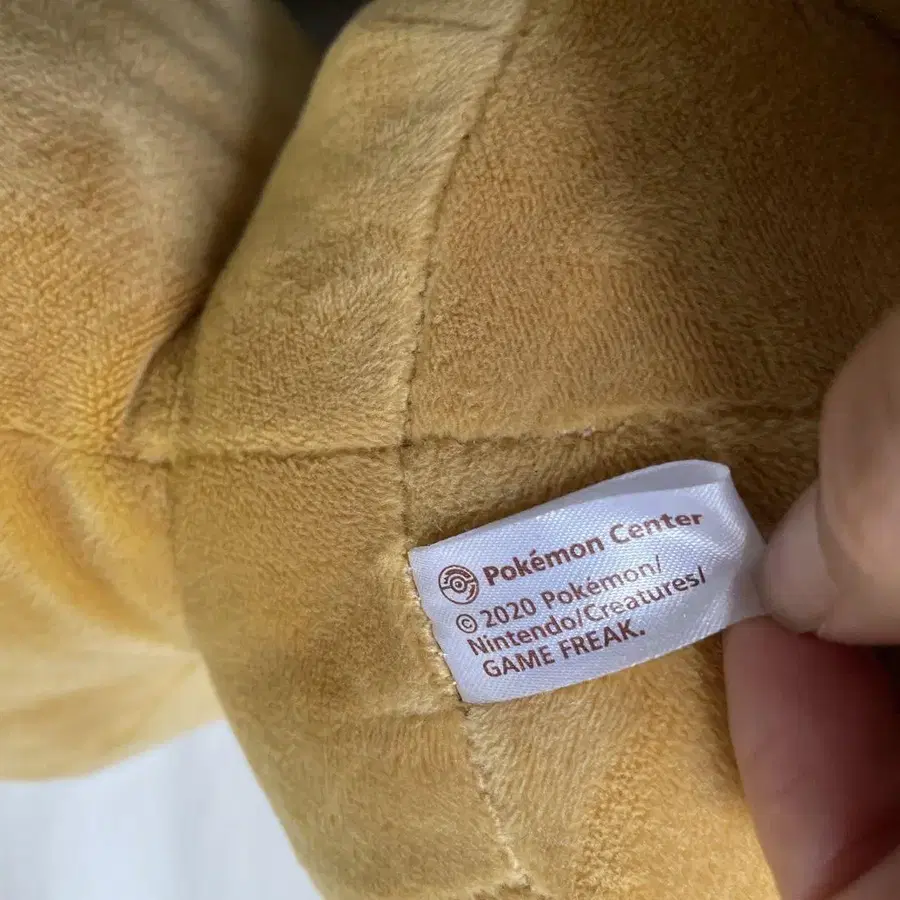 Pokémon Center
© 2020 Pokémon/
Nintendo/Creatures/
GAME FREAK.